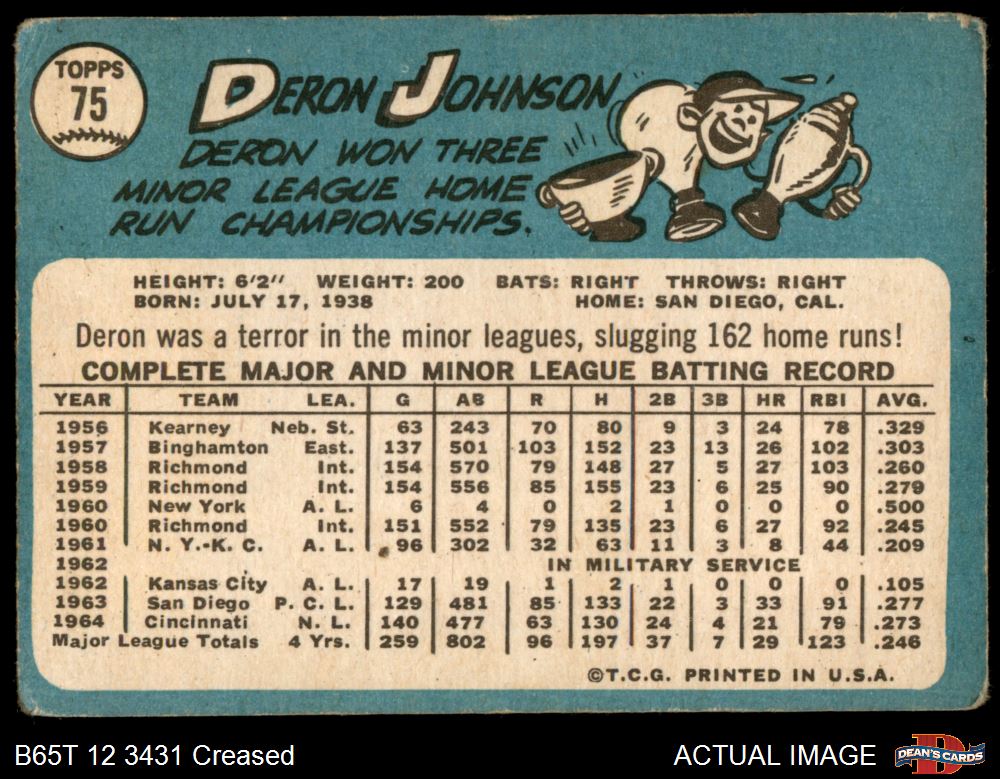 TOPPS
75
DERON JOHNSON
DERON WON THREE
MINOR LEAGUE HOME
RUN CHAMPIONSHIPS.
HEIGHT: 6'2" WEIGHT: 200 BATS: RIGHT THROWS: RIGHT
BORN: JULY 17, 1938 HOME: SAN DIEGO, CAL.
Deron was a terror in the minor leagues, slugging 162 home runs!
COMPLETE MAJOR AND MINOR LEAGUE BATTING RECORD
YEAR TEAM LEA. G AB R H 2B 3B HR RBI AVG.
1956 Kearney Neb. St. 63 243 70 80 9 3 24 78 .329
1957 Binghamton East. 137 501 103 152 23 13 26 102 .303
1958 Richmond Int. 154 570 79 148 27 5 27 103 .260
1959 Richmond Int. 154 556 85 155 23 6 25 90 .279
1960 New York A. L. 6 4 0 2 1 0 0 0 .500
1960 Richmond Int. 151 552 79 135 23 6 27 92 .245
1961 N. Y.-K. C. A. L. 96 302 32 63 11 3 8 44 .209
1962 IN MILITARY SERVICE
1962 Kansas City A. L. 17 19 1 2 1 0 0 0 .105
1963 San Diego P. C. L. 129 481 85 133 22 3 33 91 .277
1964 Cincinnati N. L. 140 477 63 130 24 4 21 79 .273
Major League Totals 4 Yrs. 259 802 96 197 37 7 29 123 .246
©T.C.G. PRINTED IN U.S.A.
B65T 12 3431 Creased ACTUAL IMAGE
DEAN'S CARDS